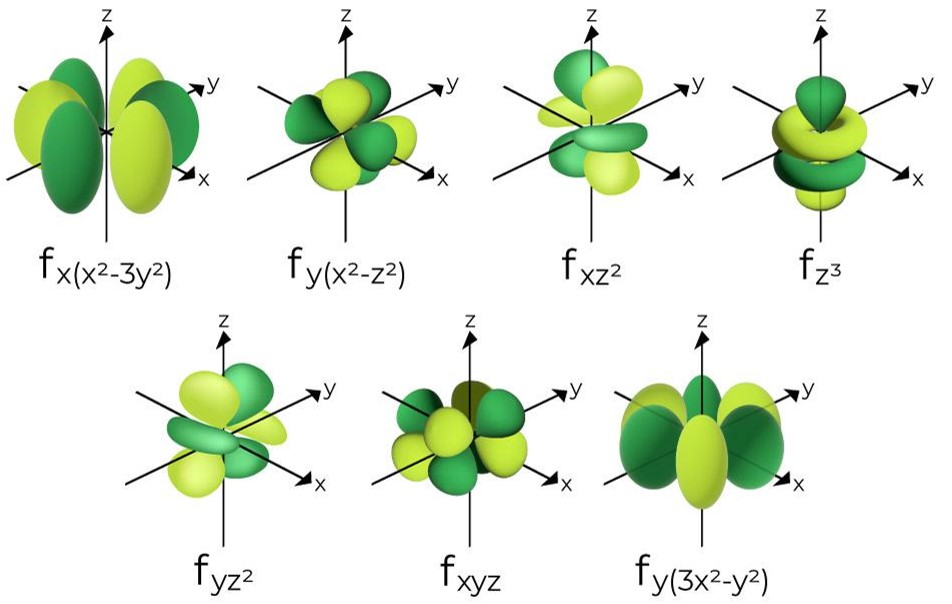 z z z z
y y y y
x x x x
fx(x²-3y²) fy(x²-z²) fxz² fz³
z z z
y y y
x x x
fyz² fxyz fy(3x²-y²)